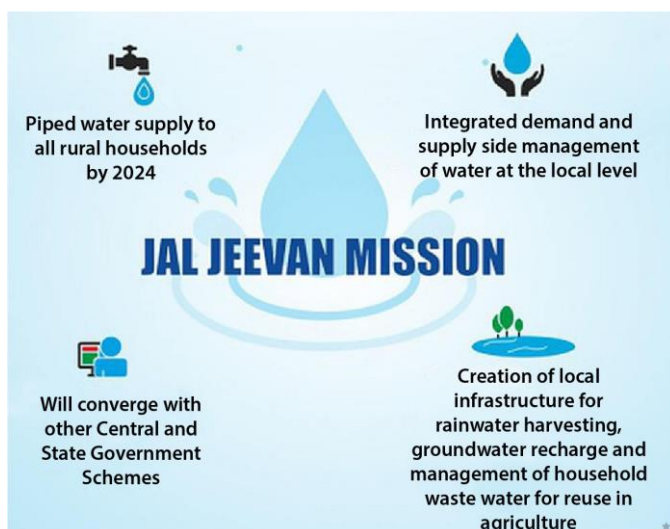 Piped water supply to
all rural households
by 2024
Integrated demand and
supply side management
of water at the local level
JAL JEEVAN MISSION
Will converge with
other Central and
State Government
Schemes
Creation of local
infrastructure for
rainwater harvesting,
groundwater recharge and
management of household
waste water for reuse in
agriculture